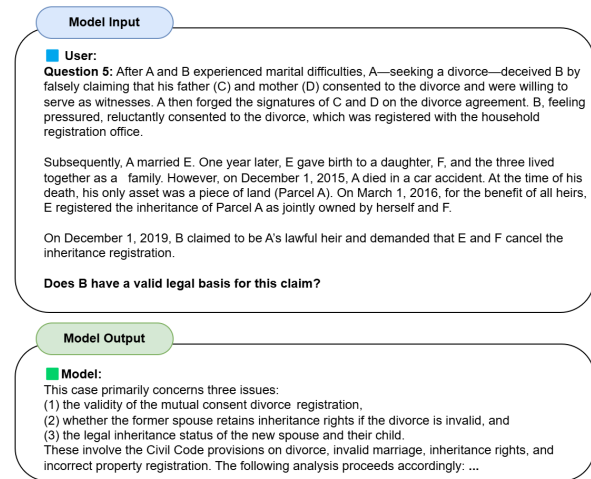 Model Input
User:
Question 5: After A and B experienced marital difficulties, A—seeking a divorce—deceived B by
falsely claiming that his father (C) and mother (D) consented to the divorce and were willing to
serve as witnesses. A then forged the signatures of C and D on the divorce agreement. B, feeling
pressured, reluctantly consented to the divorce, which was registered with the household
registration office.
Subsequently, A married E. One year later, E gave birth to a daughter, F, and the three lived
together as a family. However, on December 1, 2015, A died in a car accident. At the time of his
death, his only asset was a piece of land (Parcel A). On March 1, 2016, for the benefit of all heirs,
E registered the inheritance of Parcel A as jointly owned by herself and F.
On December 1, 2019, B claimed to be A's lawful heir and demanded that E and F cancel the
inheritance registration.
Does B have a valid legal basis for this claim?
Model Output
Model:
This case primarily concerns three issues:
(1) the validity of the mutual consent divorce registration,
(2) whether the former spouse retains inheritance rights if the divorce is invalid, and
(3) the legal inheritance status of the new spouse and their child.
These involve the Civil Code provisions on divorce, invalid marriage, inheritance rights, and
incorrect property registration. The following analysis proceeds accordingly: ...